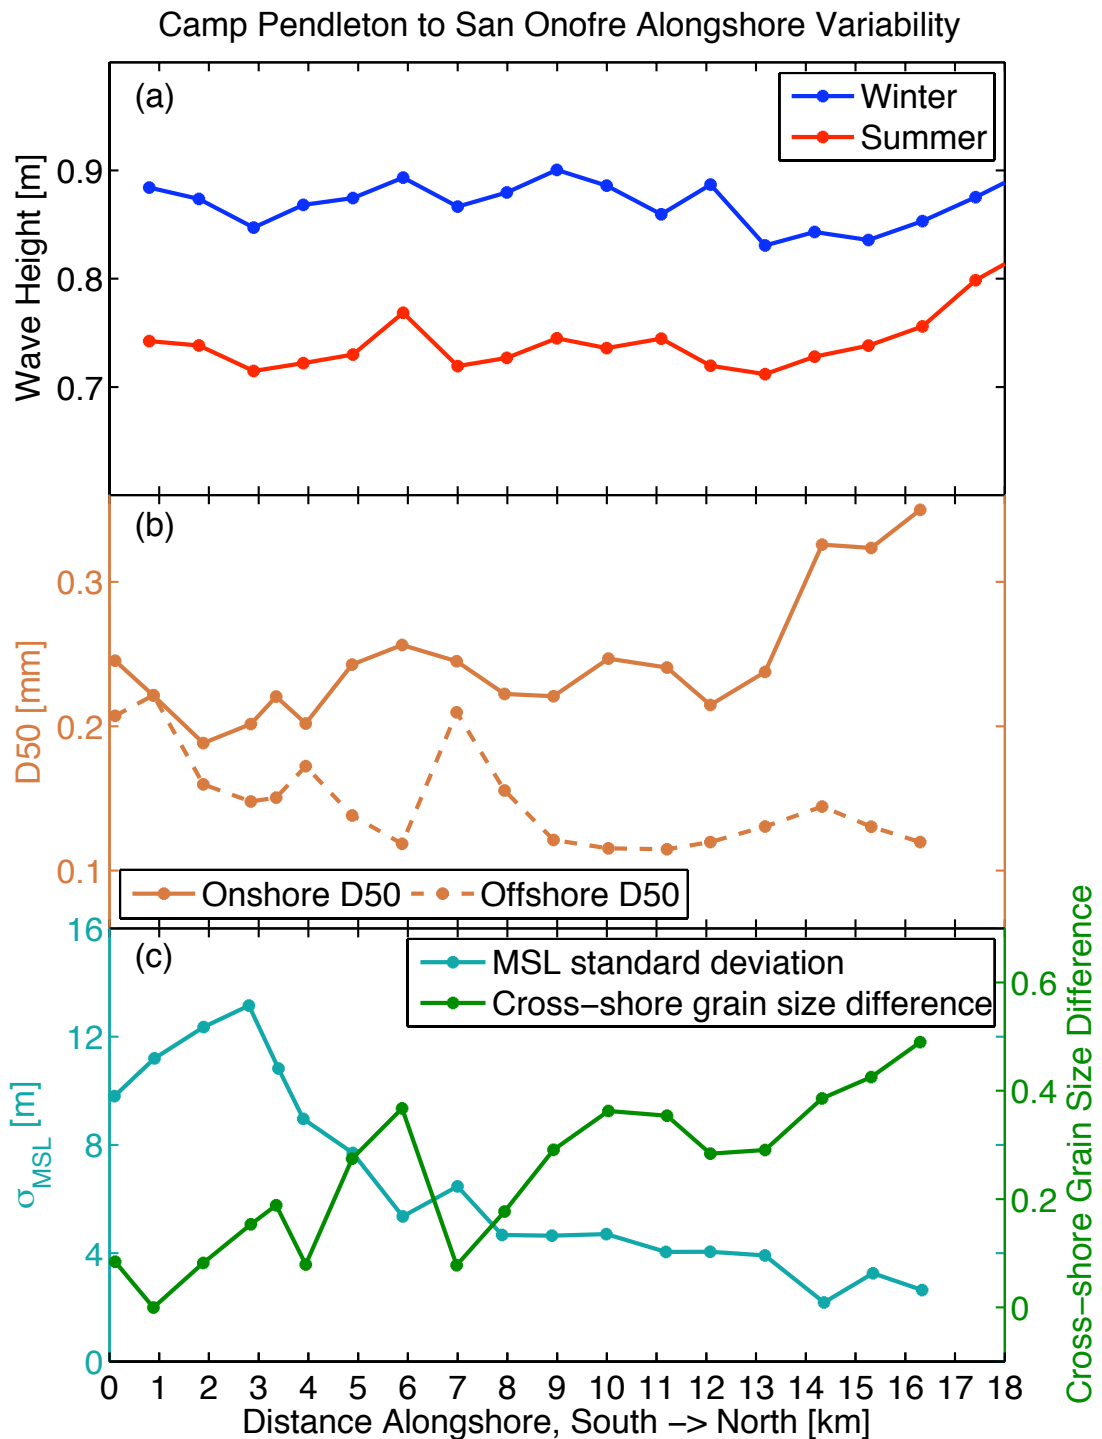 Camp Pendleton to San Onofre Alongshore Variability
(a)
Winter
Summer
Wave Height [m]
0.9
0.8
0.7
(b)
D50 [mm]
0.3
0.2
0.1
Onshore D50
Offshore D50
(c)
MSL standard deviation
Cross-shore grain size difference
σMSL [m]
16
12
8
4
0
Cross-shore Grain Size Difference
0.6
0.4
0.2
0
0 1 2 3 4 5 6 7 8 9 10 11 12 13 14 15 16 17 18
Distance Alongshore, South -> North [km]